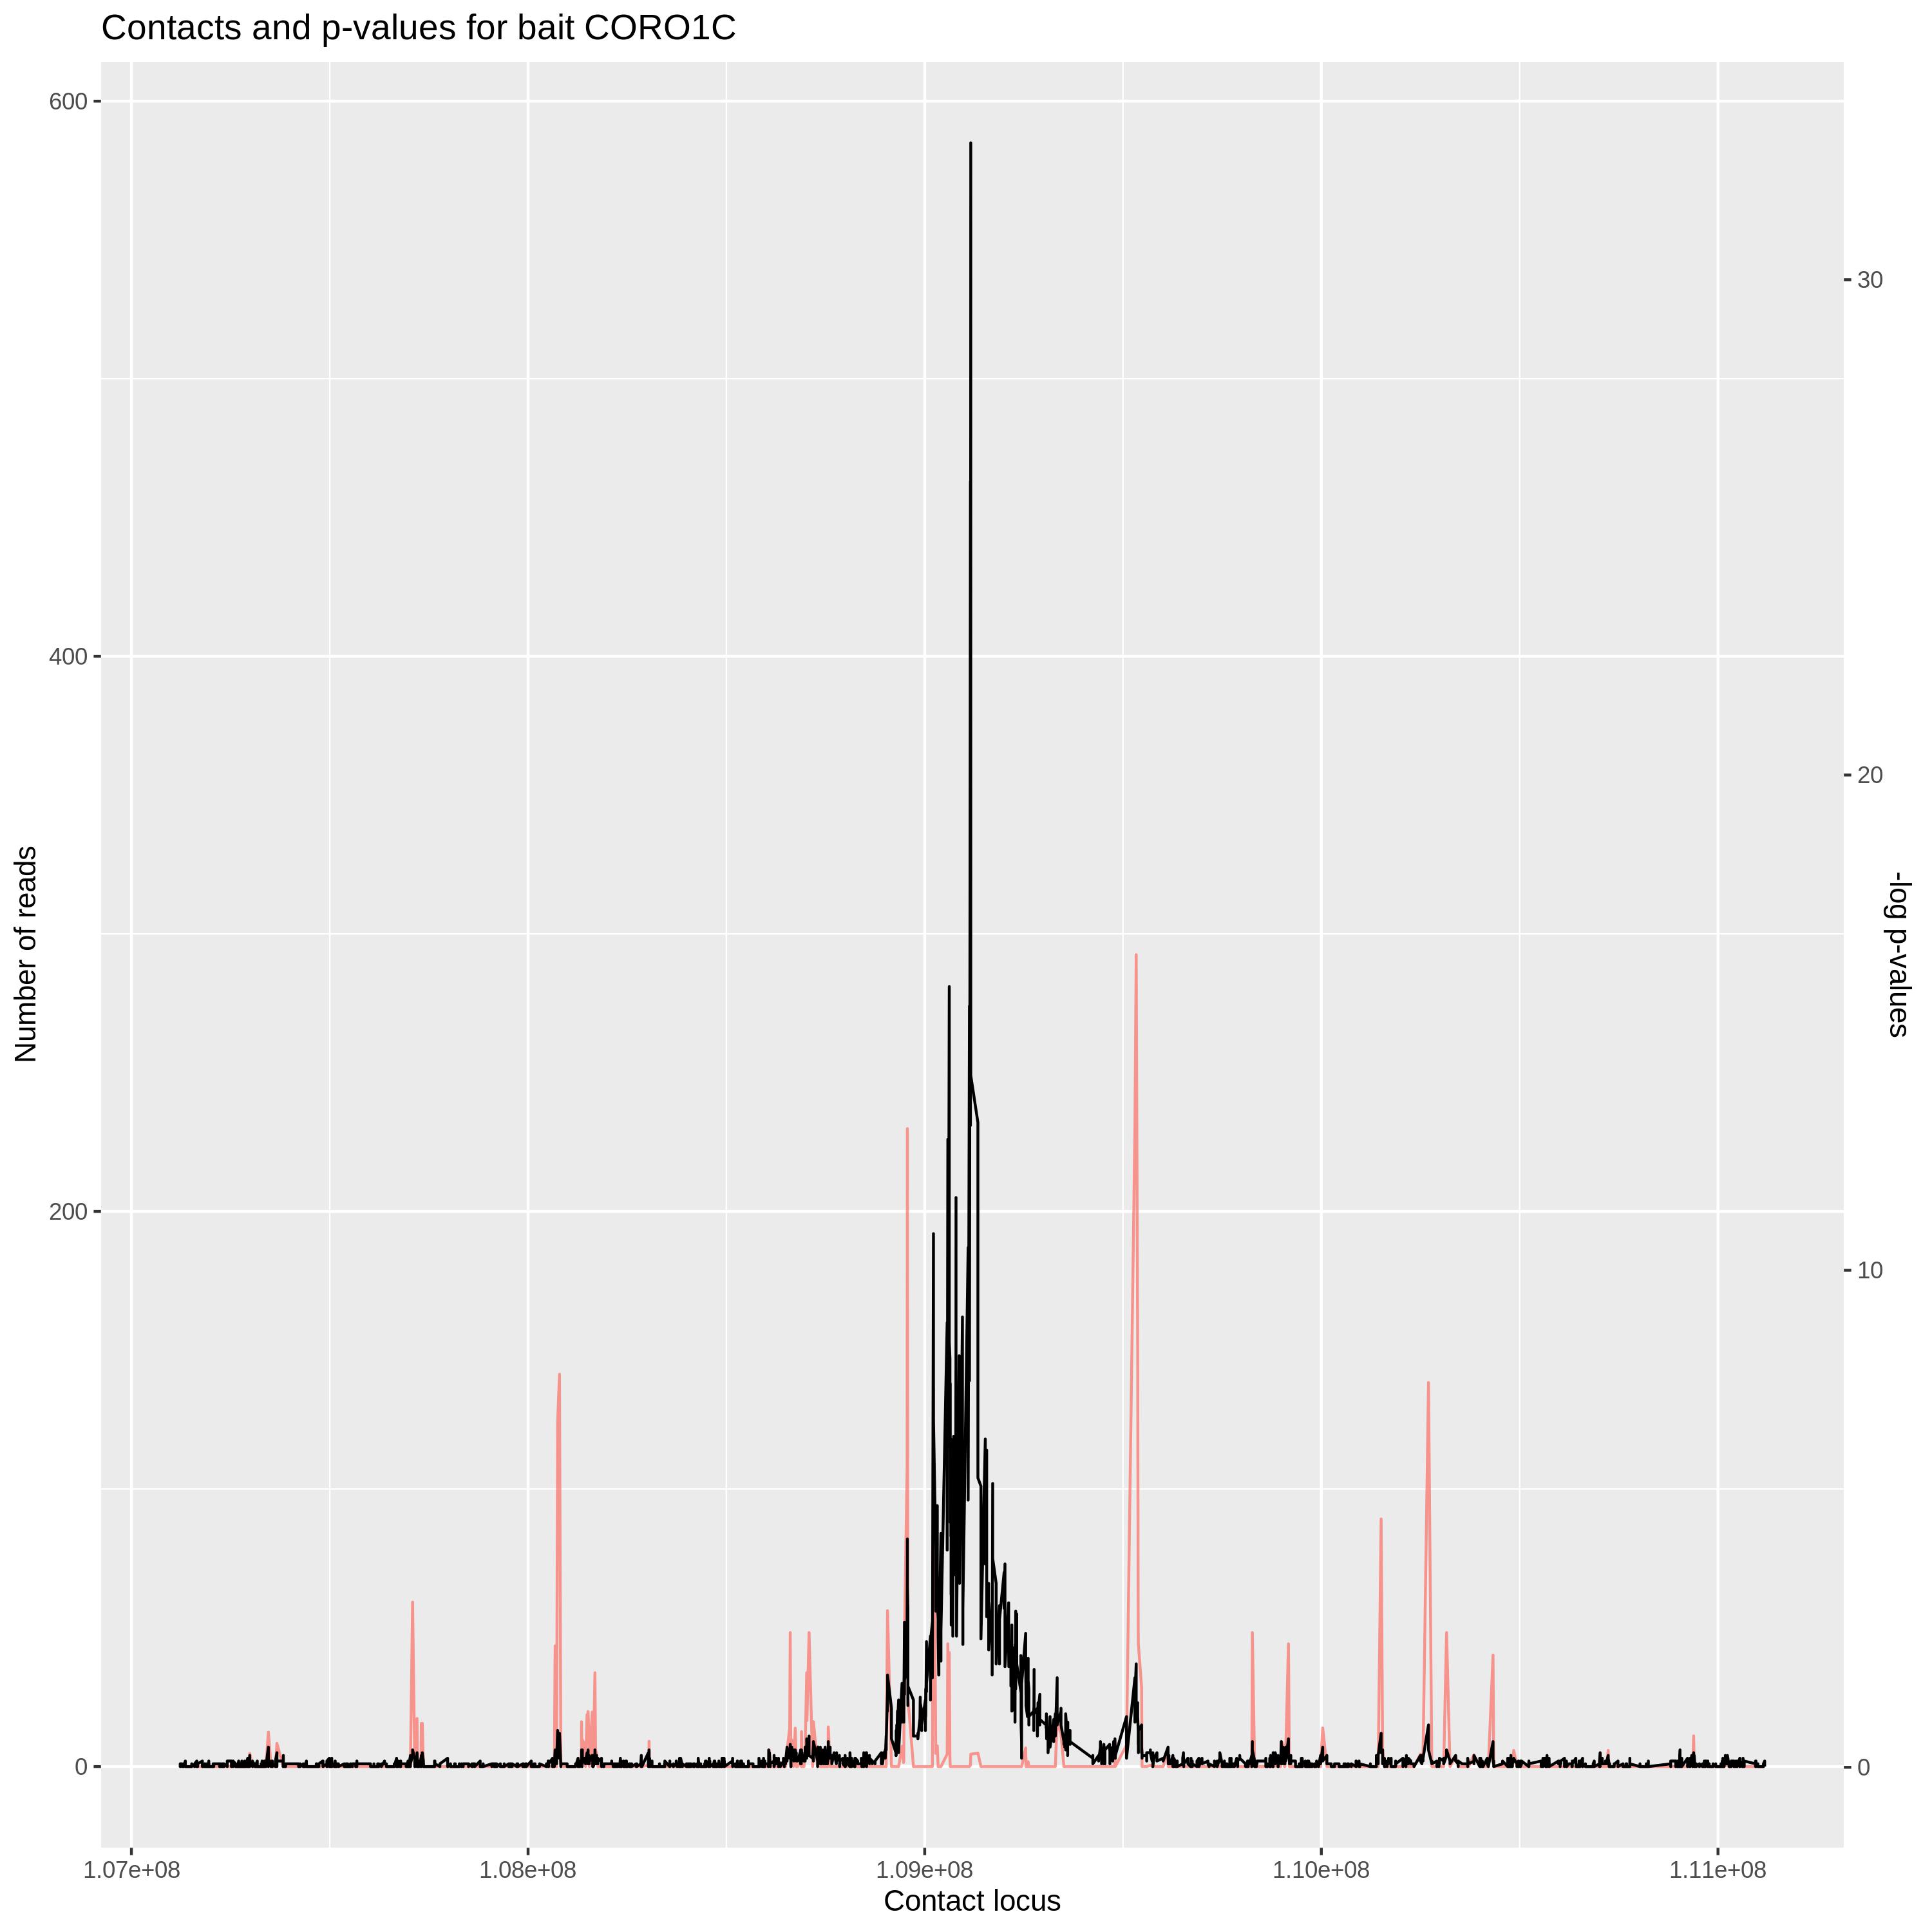 Contacts and p-values for bait CORO1C
600
400
200
0
Number of reads
30
20
10
0
-log p-values
1.07e+08
1.08e+08
1.09e+08
1.10e+08
1.11e+08
Contact locus